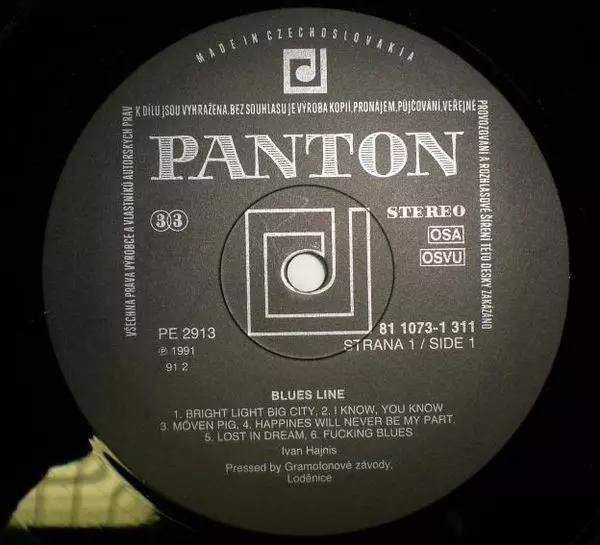 MADE IN CZECHOSLOVAKIA
VŠECHNA PRÁVA VÝROBCE A VLASTNÍKŮ AUTORSKÝCH PRÁV
K DÍLU JSOU VYHRAŽENA. BEZ SOUHLASU JE VÝROBA KOPIÍ, PRONÁJEM, PŮJČOVÁNÍ, VEŘEJNÉ
PROVOZOVÁNÍ A ROZHLASOVÉ ŠÍŘENÍ TÉTO DESKY ZAKÁZÁNO
PANTON
33
STEREO
OSA
OSVU
PE 2913
℗ 1991
91 2
81 1073-1 311
STRANA 1 / SIDE 1
BLUES LINE
1. BRIGHT LIGHT BIG CITY, 2. I KNOW, YOU KNOW
3. MÖVEN PIG, 4. HAPPINES WILL NEVER BE MY PART,
5. LOST IN DREAM, 6. FUCKING BLUES
Ivan Hajnis
Pressed by Gramofonové závody,
Loděnice